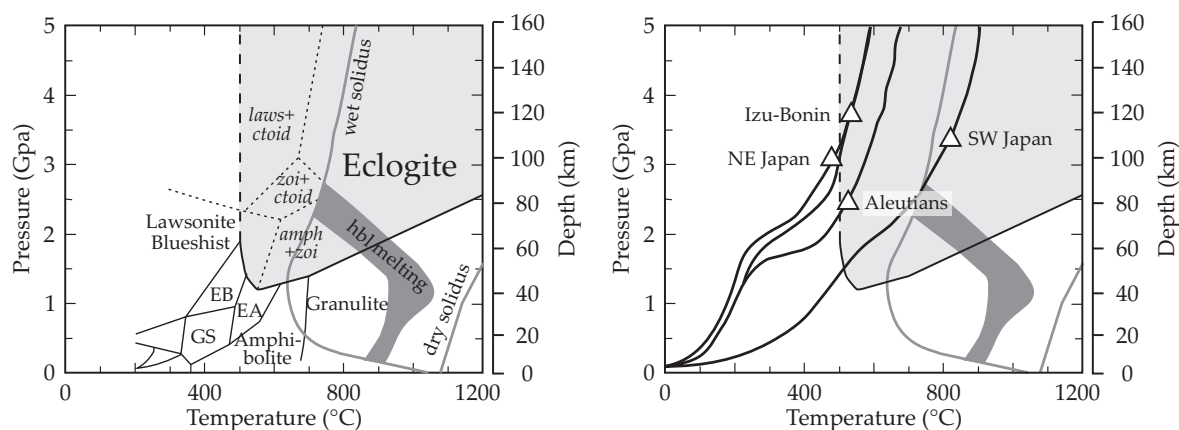 5
4
3
2
1
0
Pressure (Gpa)
0
400
800
1200
Temperature (°C)
160
140
120
100
80
60
40
20
0
Depth (km)
laws+
ctoid
wet solidus
Eclogite
zoi+
ctoid
Lawsonite
Blueshist
amph
+zoi
hbl melting
EB
EA
GS
Granulite
Amphi-
bolite
dry solidus
5
4
3
2
1
0
Pressure (Gpa)
0
400
800
1200
Temperature (°C)
160
140
120
100
80
60
40
20
0
Depth (km)
Izu-Bonin
NE Japan
SW Japan
Aleutians